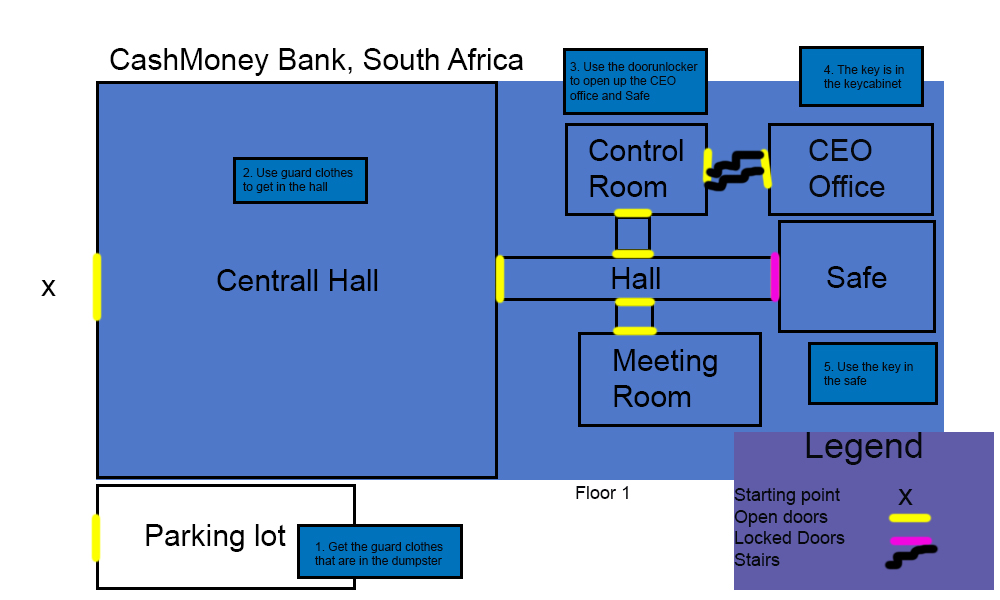 CashMoney Bank, South Africa
3. Use the doorunlocker
to open up the CEO
office and Safe
4. The key is in
the keycabinet
2. Use guard clothes
to get in the hall
Control
Room
CEO
Office
x
Centrall Hall
Hall
Safe
Meeting
Room
5. Use the key in
the safe
Floor 1
Parking lot
1. Get the guard clothes
that are in the dumpster
Legend
Starting point x
Open doors
Locked Doors
Stairs